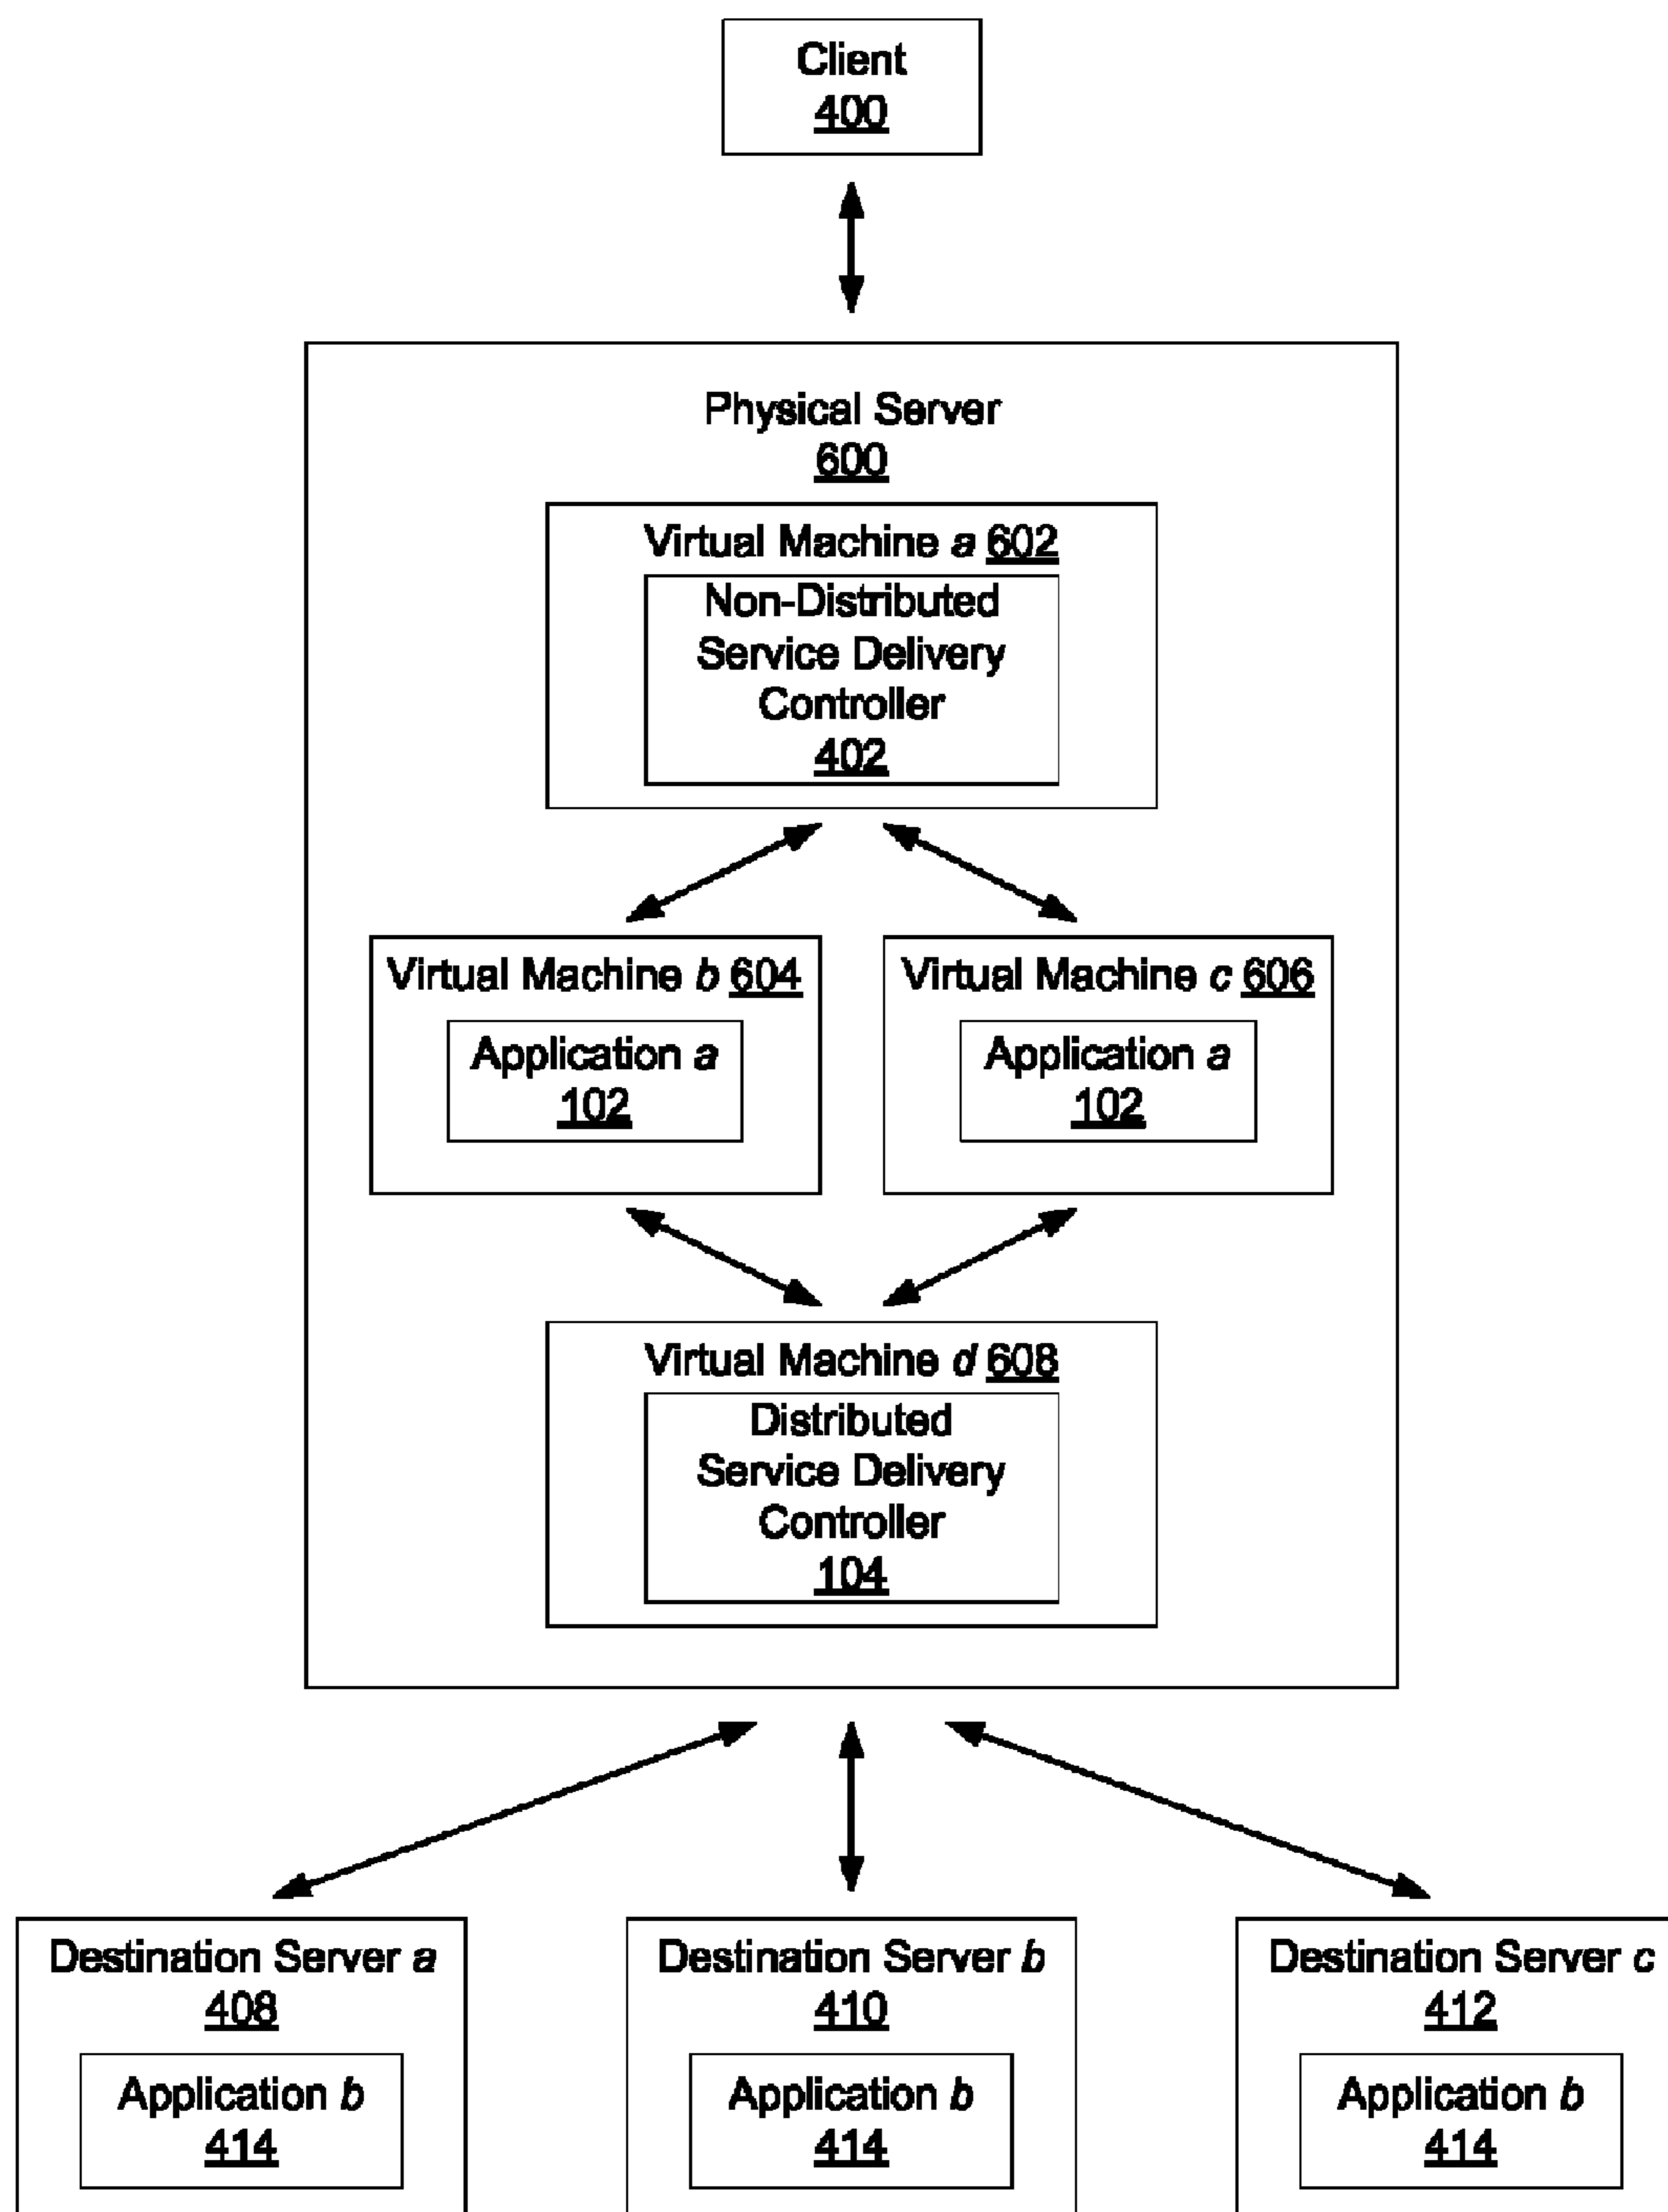 Client
400
Physical Server
600
Virtual Machine a 602
Non-Distributed
Service Delivery
Controller
402
Virtual Machine b 604
Application a
102
Virtual Machine c 606
Application a
102
Virtual Machine d 608
Distributed
Service Delivery
Controller
104
Destination Server a
408
Application b
414
Destination Server b
410
Application b
414
Destination Server c
412
Application b
414